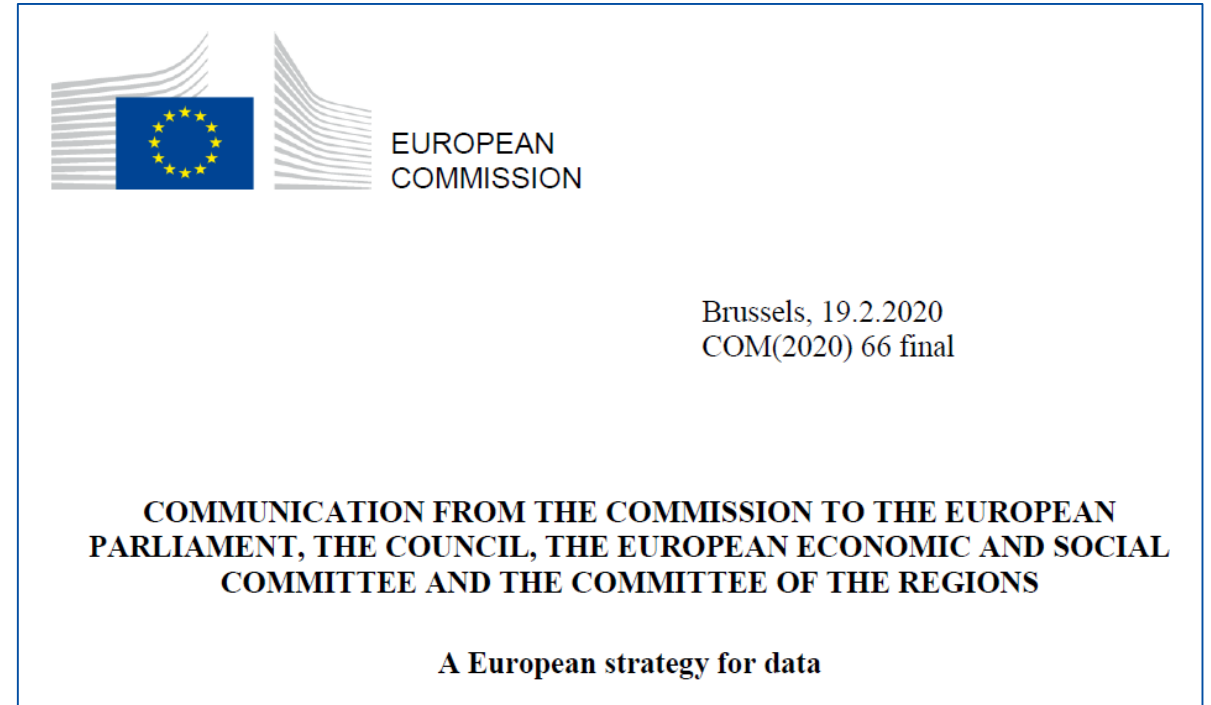 EUROPEAN
COMMISSION
Brussels, 19.2.2020
COM(2020) 66 final
COMMUNICATION FROM THE COMMISSION TO THE EUROPEAN
PARLIAMENT, THE COUNCIL, THE EUROPEAN ECONOMIC AND SOCIAL
COMMITTEE AND THE COMMITTEE OF THE REGIONS
A European strategy for data